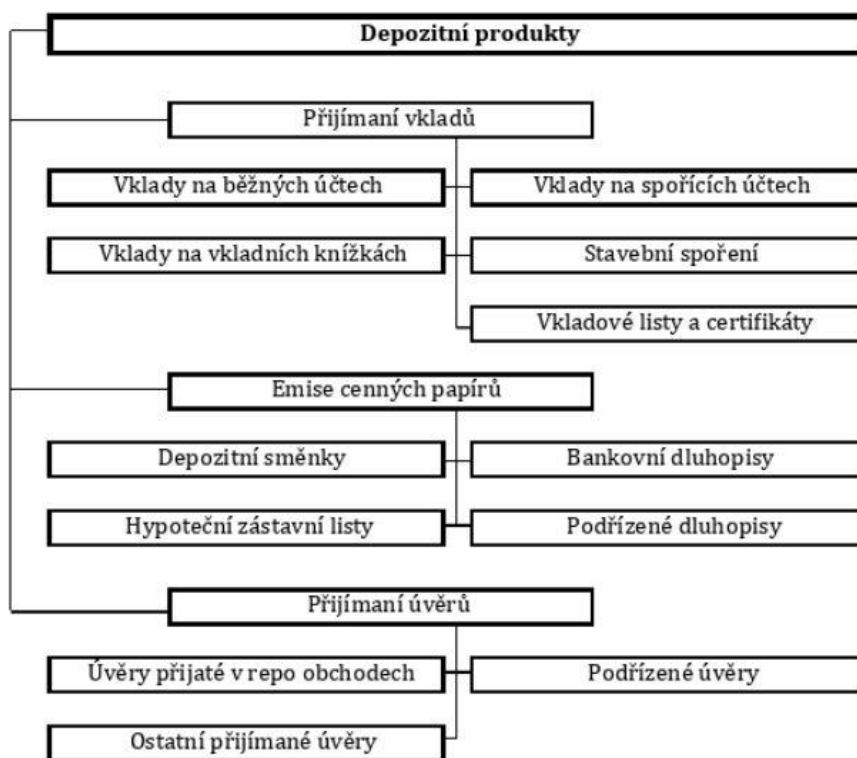 Depozitní produkty
Přijímaní vkladů
Vklady na běžných účtech
Vklady na spořících účtech
Vklady na vkladních knížkách
Stavební spoření
Vkladové listy a certifikáty
Emise cenných papírů
Depozitní směnky
Bankovní dluhopisy
Hypoteční zástavní listy
Podřízené dluhopisy
Přijímaní úvěrů
Úvěry přijaté v repo obchodech
Podřízené úvěry
Ostatní přijímané úvěry